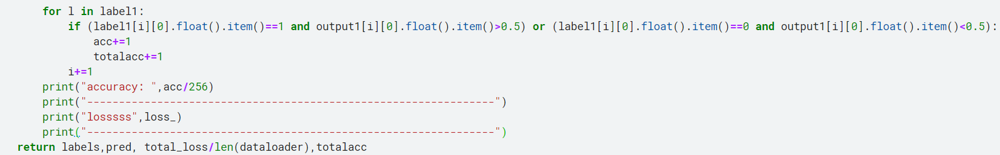 for l in label1:
if (label1[i][0].float().item()==1 and output1[i][0].float().item()>0.5) or (label1[i][0].float().item()==0 and output1[i][0].float().item()<0.5):
acc+=1
totalacc+=1
i+=1
print("accuracy: ",acc/256)
print("----------------------------------------------------------------")
print("losssss",loss_)
print("----------------------------------------------------------------")
return labels,pred, total_loss/len(dataloader),totalacc